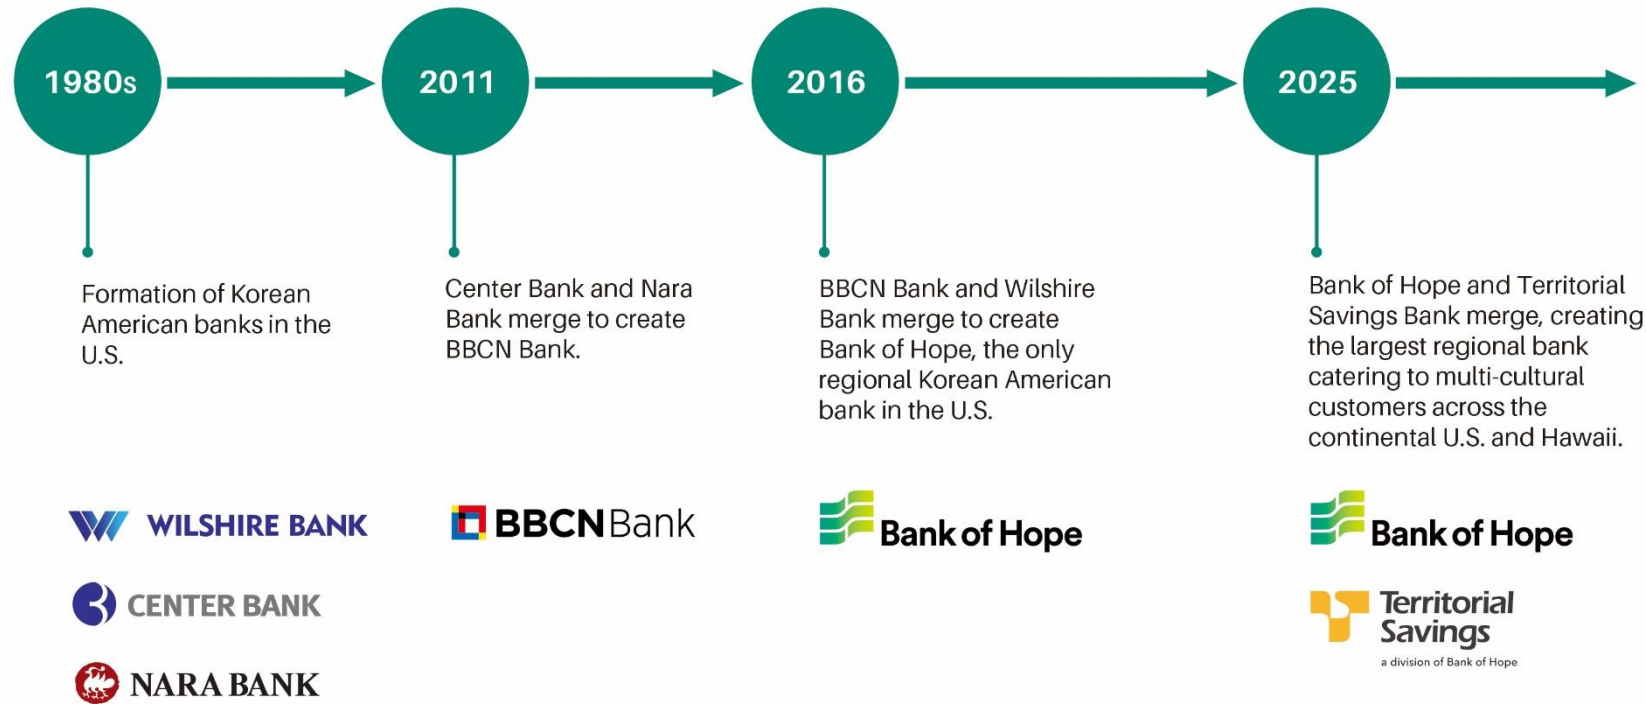 1980s
2011
2016
2025
Formation of Korean
American banks in the
U.S.
Center Bank and Nara
Bank merge to create
BBCN Bank.
BBCN Bank and Wilshire
Bank merge to create
Bank of Hope, the only
regional Korean American
bank in the U.S.
Bank of Hope and Territorial
Savings Bank merge, creating
the largest regional bank
catering to multi-cultural
customers across the
continental U.S. and Hawaii.
WILSHIRE BANK
CENTER BANK
NARA BANK
BBCN Bank
Bank of Hope
Bank of Hope
Territorial
Savings
a division of Bank of Hope